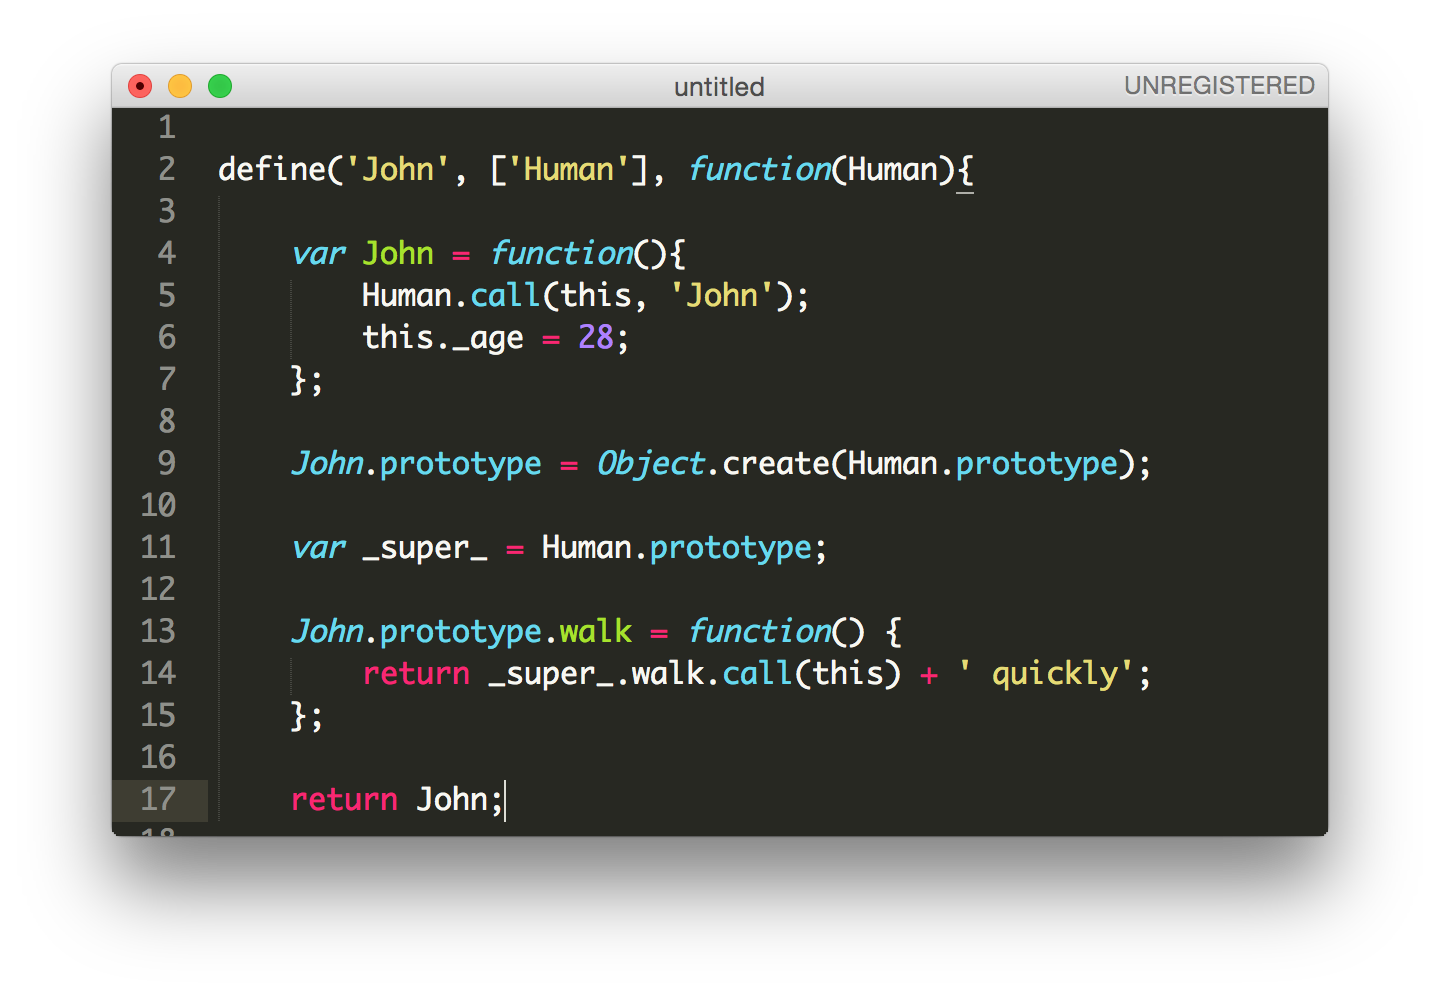 untitled
UNREGISTERED
1
2 define('John', ['Human'], function(Human){
3
4     var John = function(){
5         Human.call(this, 'John');
6         this._age = 28;
7     };
8
9     John.prototype = Object.create(Human.prototype);
10
11     var _super_ = Human.prototype;
12
13     John.prototype.walk = function() {
14         return _super_.walk.call(this) + ' quickly';
15     };
16
17     return John;
18